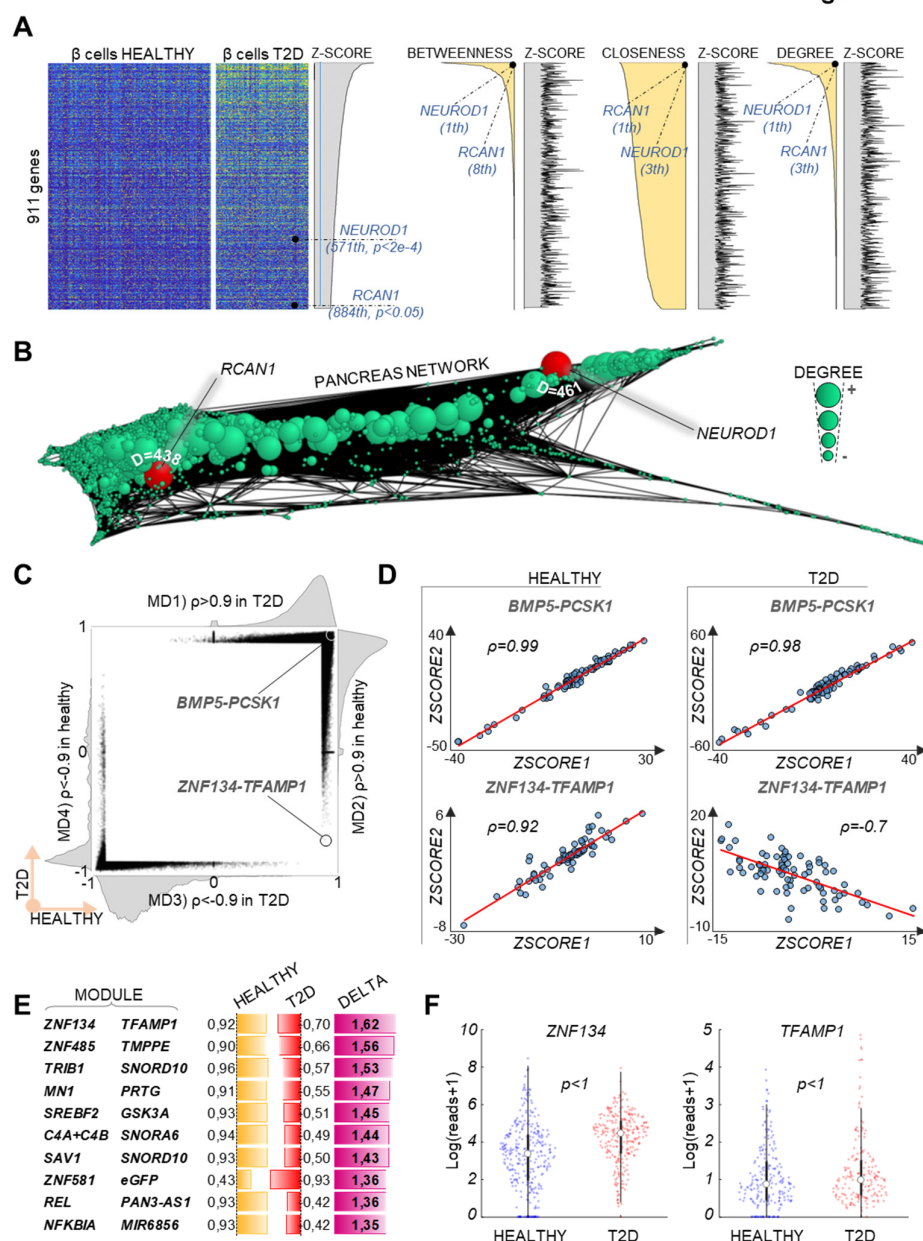 A
β cells HEALTHY β cells T2D Z-SCORE BETWEENNESS Z-SCORE CLOSENESS Z-SCORE DEGREE Z-SCORE
911 genes
NEUROD1
(1th)
RCAN1
(8th)
RCAN1
(1th)
NEUROD1
(3th)
NEUROD1
(1th)
RCAN1
(3th)
NEUROD1
(571th, p<2e-4)
RCAN1
(884th, p<0.05)
B
RCAN1
PANCREAS NETWORK
D=438
D=461
NEUROD1
DEGREE
+
-
C
MD1) ρ>0.9 in T2D
MD4) ρ<-0.9 in healthy
MD2) ρ>0.9 in healthy
MD3) ρ<-0.9 in T2D
1
0
-1
-1 0 1
BMP5-PCSK1
ZNF134-TFAMP1
T2D
HEALTHY
D
HEALTHY T2D
BMP5-PCSK1
ρ=0.99
ZSCORE2
40
-50
-40 ZSCORE1 30
BMP5-PCSK1
ρ=0.98
ZSCORE2
60
-60
-40 ZSCORE1 40
ZNF134-TFAMP1
ρ=0.92
ZSCORE2
6
-8
-30 ZSCORE1 10
ZNF134-TFAMP1
ρ=-0.7
ZSCORE2
20
-10
-15 ZSCORE1 15
E
MODULE HEALTHY T2D DELTA
ZNF134 TFAMP1 0,92 -0,70 1,62
ZNF485 TMPPE 0,90 -0,66 1,56
TRIB1 SNORD10 0,96 -0,57 1,53
MN1 PRTG 0,91 -0,55 1,47
SREBF2 GSK3A 0,93 -0,51 1,45
C4A+C4B SNORA6 0,94 -0,49 1,44
SAV1 SNORD10 0,93 -0,50 1,43
ZNF581 eGFP 0,43 -0,93 1,36
REL PAN3-AS1 0,93 -0,42 1,36
NFKBIA MIR6856 0,93 -0,42 1,35
F
ZNF134
p<1
Log(reads+1)
10
8
6
4
2
0
HEALTHY T2D
TFAMP1
p<1
Log(reads+1)
5
4
3
2
1
0
HEALTHY T2D